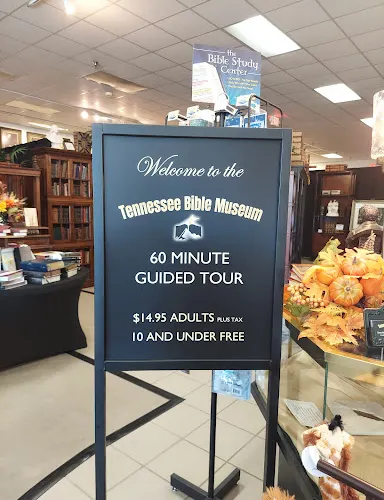 the
Bible Study
Center
Welcome to the
Tennessee Bible Museum
60 MINUTE
GUIDED TOUR
$14.95 ADULTS PLUS TAX
10 AND UNDER FREE